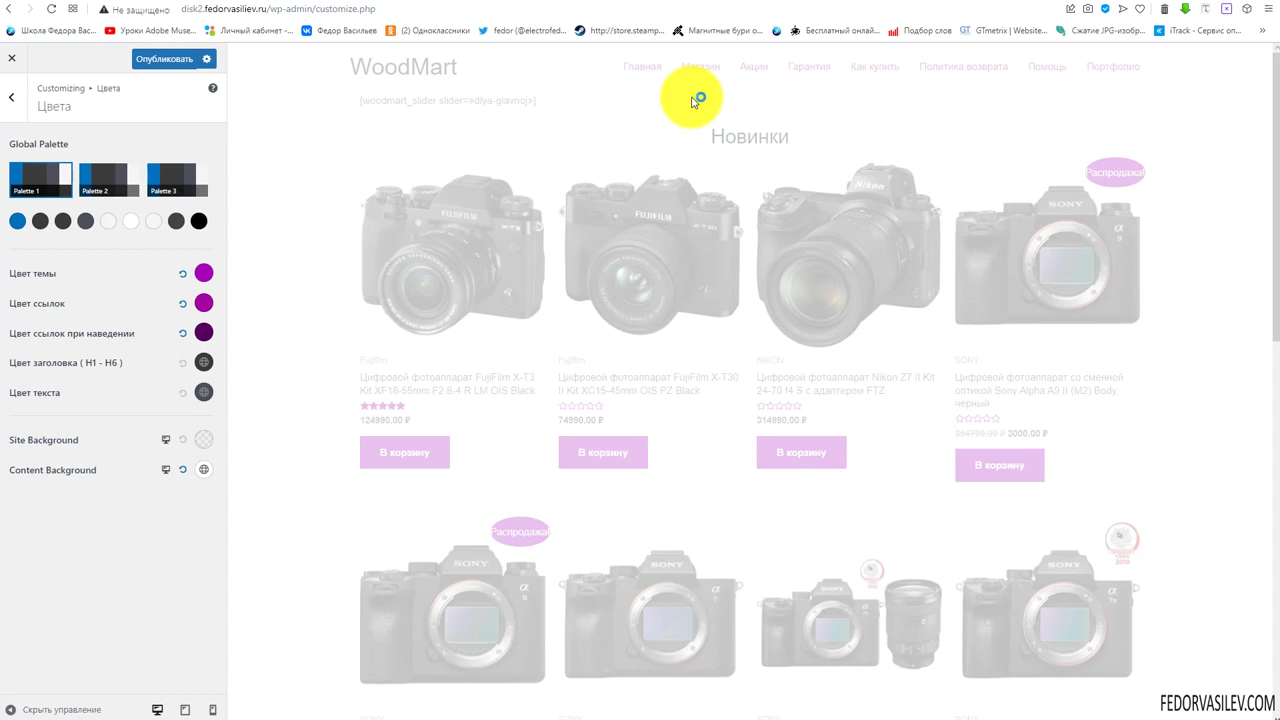 Не защищено
disk2.fedorvasiliev.ru/wp-admin/customize.php
Школа Федора Вас...
Уроки Adobe Muse...
Личный кабинет -...
Федор Васильев
(2) Одноклассники
fedor (@electrofed...
http://store.steamp...
Магнитные бури о...
Бесплатный онлай...
Подбор слов
GTmetrix | Website...
Сжатие JPG-изобр...
iTrack - Сервис оп...
Опубликовать
Customizing ▸ Цвета
Цвета
Global Palette
Palette 1
Palette 2
Palette 3
Цвет темы
Цвет ссылок
Цвет ссылок при наведении
Цвет заголовка ( H1 - H6 )
Цвет текста
Site Background
Content Background
Скрыть управление
WoodMart
Главная
Магазин
Акции
Гарантия
Как купить
Политика возврата
Помощь
Портфолио
[woodmart_slider slider=»dlya-glavnoj»]
Новинки
Распродажа!
Fujifilm
Цифровой фотоаппарат FujiFilm X-T3
Kit XF18-55mm F2.8-4 R LM OIS Black
124990,00 ₽
В корзину
Fujifilm
Цифровой фотоаппарат FujiFilm X-T30
II Kit XC15-45mm OIS PZ Black
74990,00 ₽
В корзину
NIKON
Цифровой фотоаппарат Nikon Z7 II Kit
24-70 f4 S с адаптером FTZ
314990,00 ₽
В корзину
SONY
Цифровой фотоаппарат со сменной
оптикой Sony Alpha A9 II (M2) Body,
черный
3000,00 ₽
В корзину
Распродажа!
SONY
SONY
SONY
SONY
FEDORVASILEV.COM